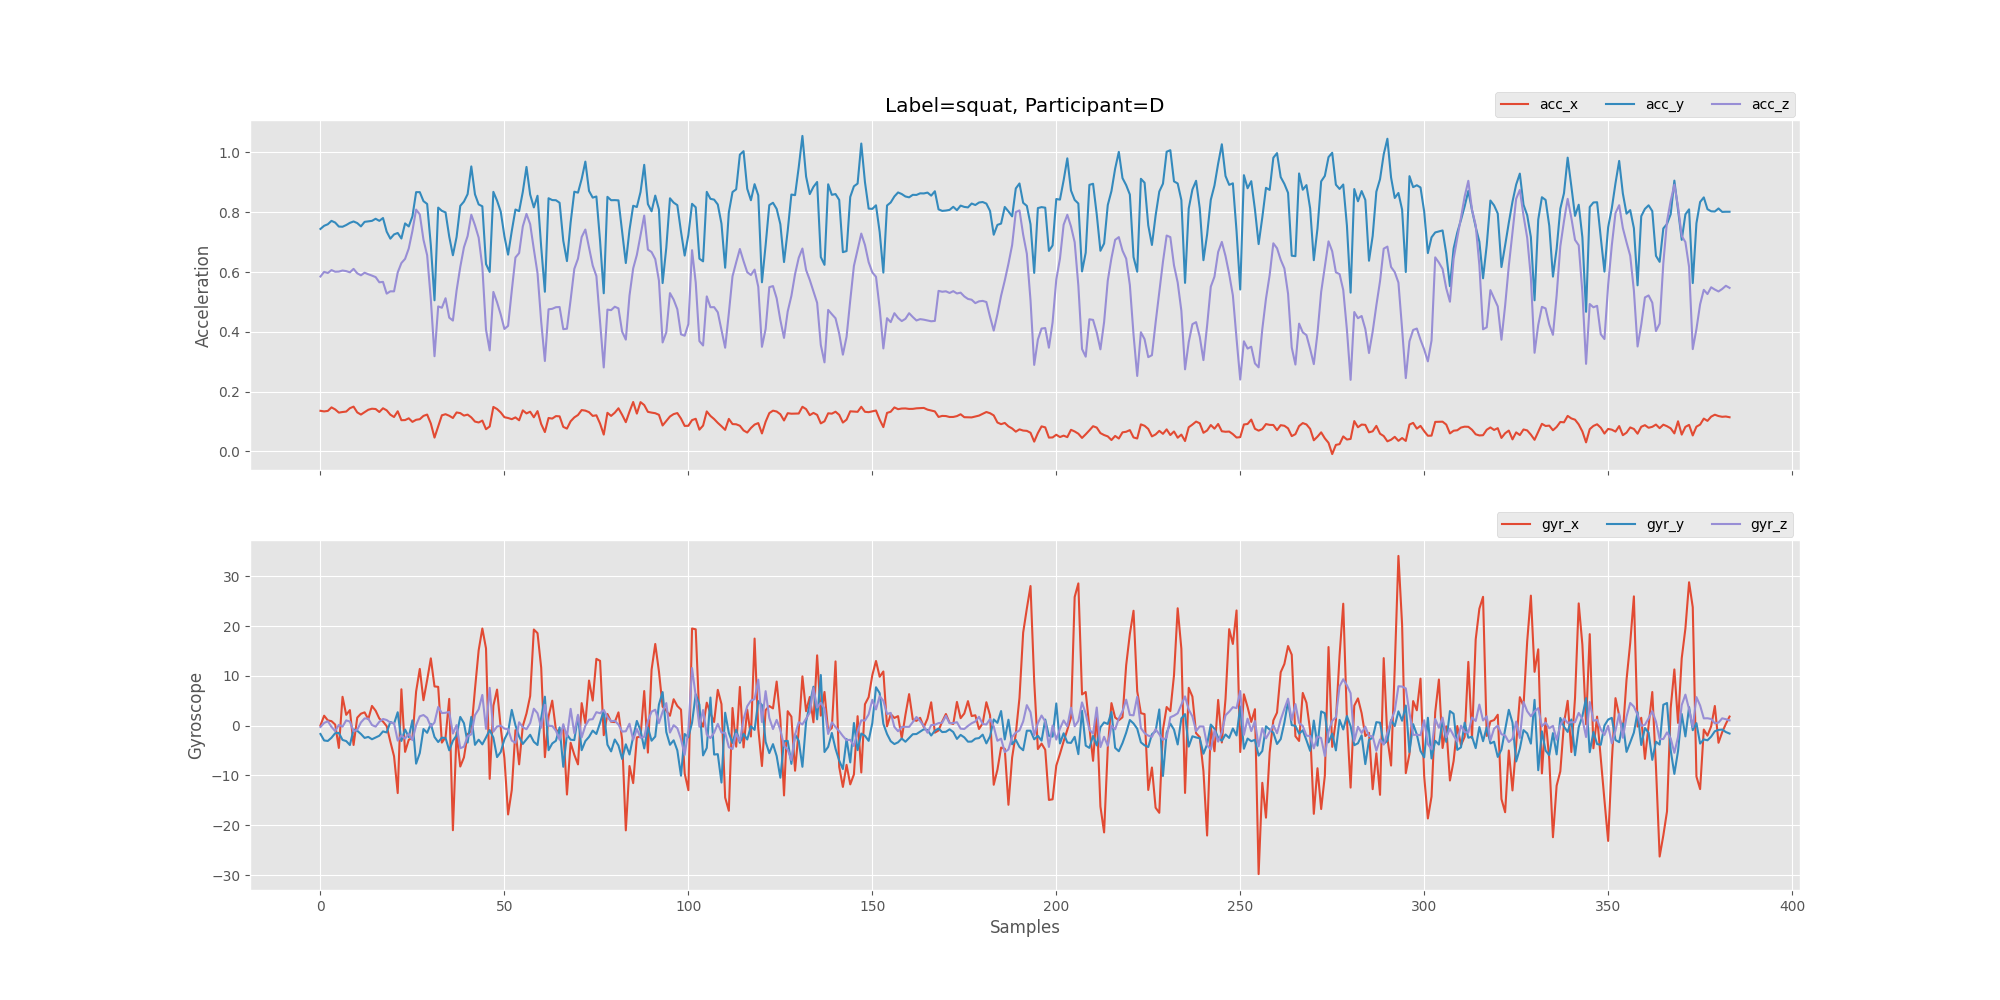 Label=squat, Participant=D
acc_x acc_y acc_z
1.0
0.8
0.6
0.4
0.2
0.0
Acceleration
gyr_x gyr_y gyr_z
30
20
10
0
−10
−20
−30
Gyroscope
0 50 100 150 200 250 300 350 400
Samples